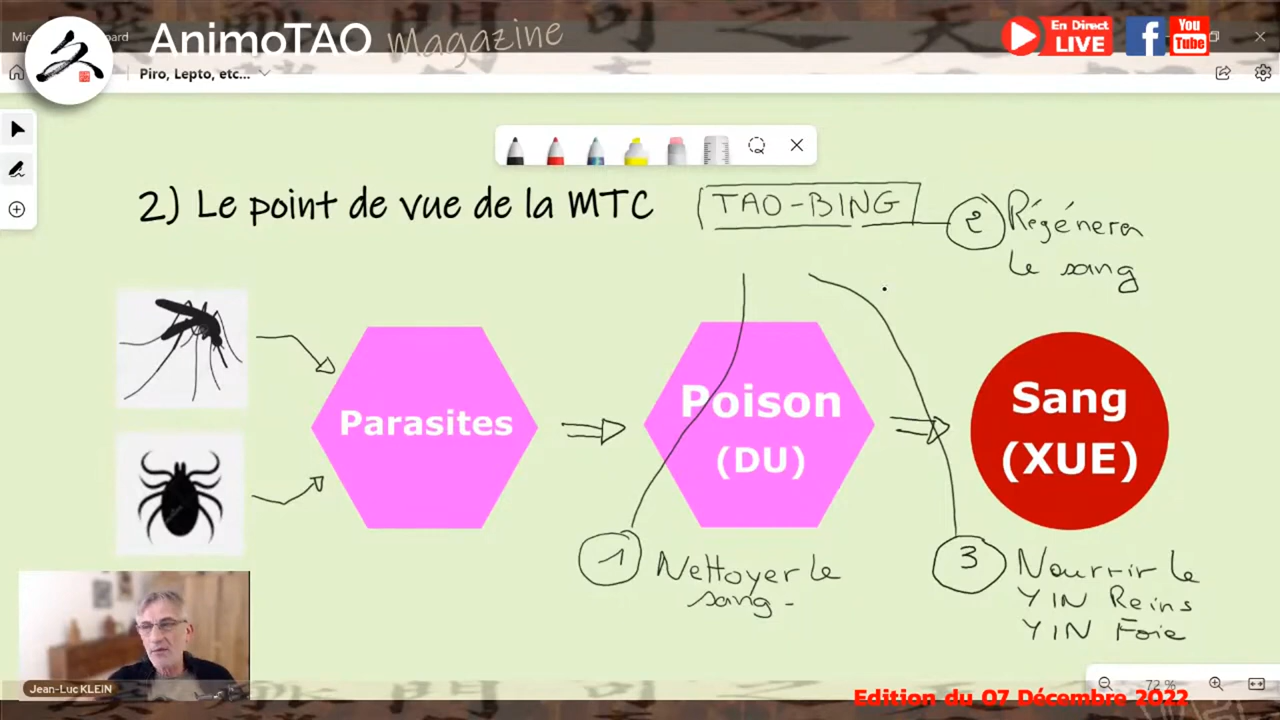 AnimoTAO Magazine
En Direct
LIVE
You
Tube
Piro, Lepto, etc...
2) Le point de vue de la MTC
TAO-BING
2 Régénérer
le sang
Parasites
Poison
(DU)
Sang
(XUE)
1 Nettoyer le
sang -
3 Nourrir le
YIN Reins
YIN Foie
Jean-Luc KLEIN
72 %
Edition du 07 Décembre 2022